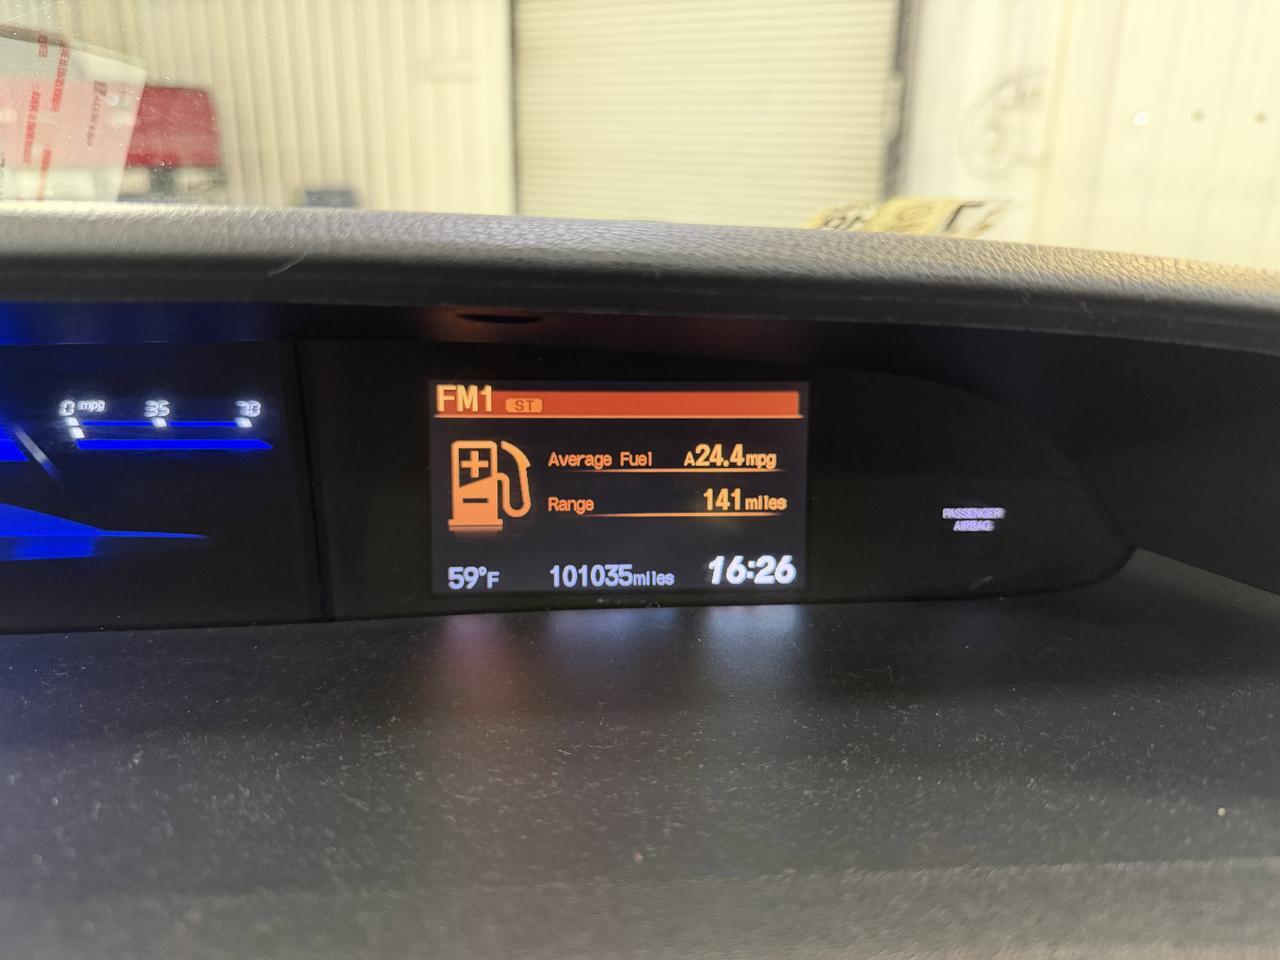 0 mpg 35 70
FM1 ST
Average Fuel A24.4mpg
Range 141miles
59°F 101035miles 16:26
PASSENGER
AIRBAG